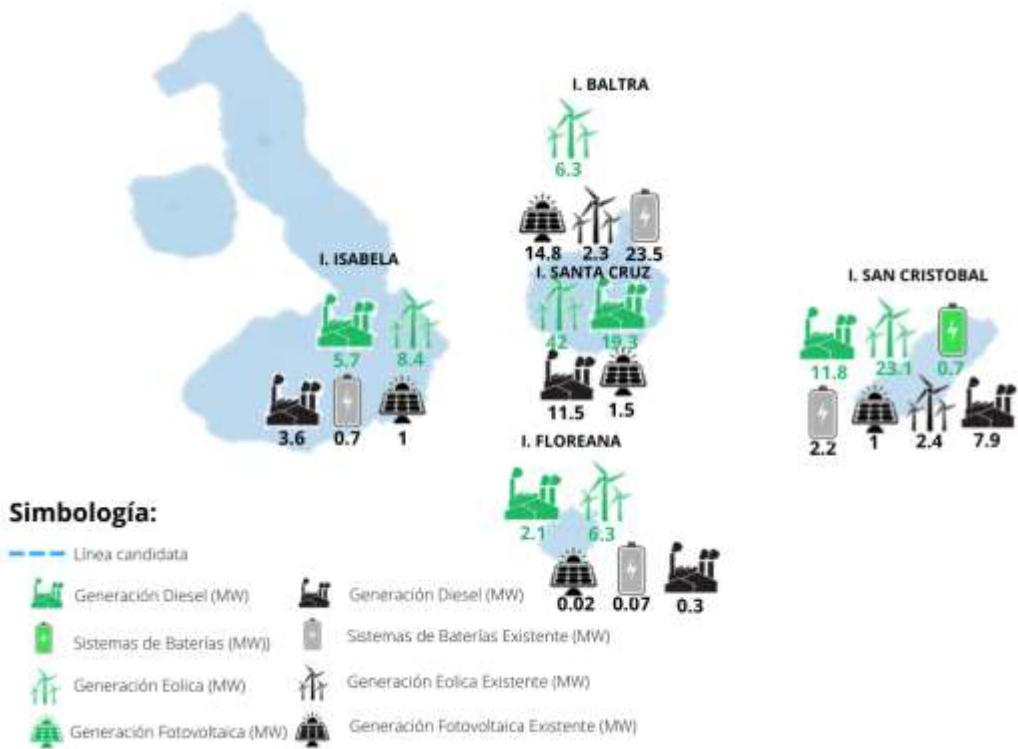 I. BALTRA
6.3
14.8 2.3 23.5
I. ISABELA
5.7 8.4
3.6 0.7 1
I. SANTA CRUZ
42 19.3
11.5 1.5
I. SAN CRISTOBAL
11.8 23.1 0.7
2.2 1 2.4 7.9
I. FLOREANA
2.1 6.3
0.02 0.07 0.3
Simbología:
Línea candidata
Generación Diesel (MW)
Generación Diesel (MW)
Sistemas de Baterías (MW))
Sistemas de Baterías Existente (MW)
Generación Eolica (MW)
Generación Eolica Existente (MW)
Generación Fotovoltaica (MW)
Generación Fotovoltaica Existente (MW)